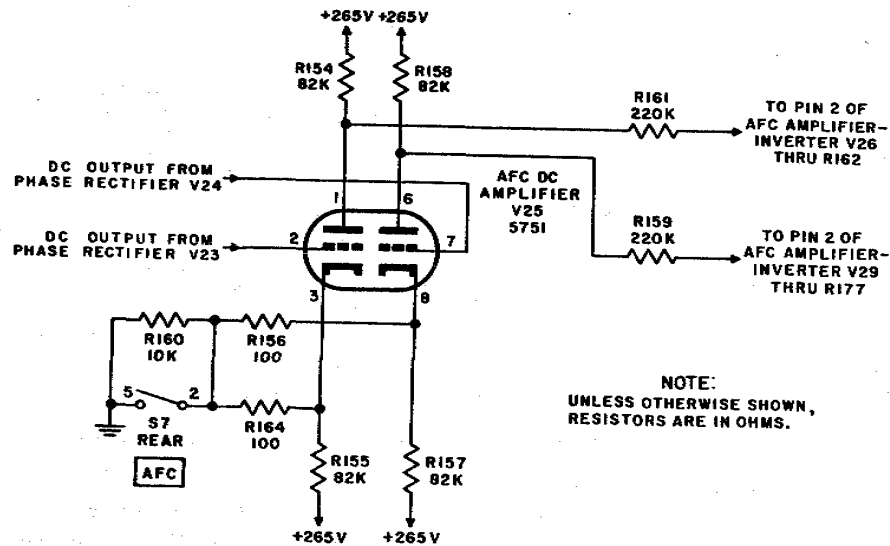 +265V +265V
R154
82K
R158
82K
R161
220K
TO PIN 2 OF
AFC AMPLIFIER-
INVERTER V26
THRU R162
DC OUTPUT FROM
PHASE RECTIFIER V24
AFC DC
AMPLIFIER
V25
5751
1
6
2
7
DC OUTPUT FROM
PHASE RECTIFIER V23
R159
220K
TO PIN 2 OF
AFC AMPLIFIER-
INVERTER V29
THRU R177
3
8
R160
10K
R156
100
5
2
S7
REAR
AFC
R164
100
NOTE:
UNLESS OTHERWISE SHOWN,
RESISTORS ARE IN OHMS.
R155
82K
R157
82K
+265V
+265V